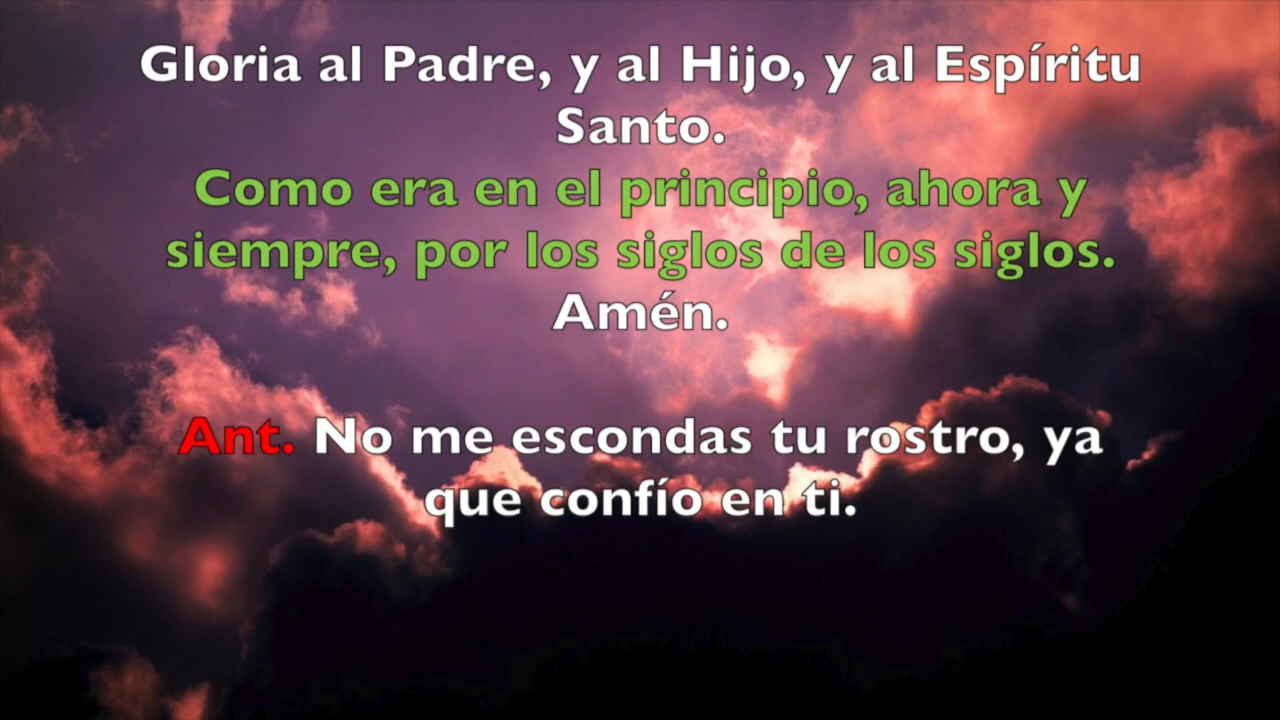 Gloria al Padre, y al Hijo, y al Espíritu
Santo.
Como era en el principio, ahora y
siempre, por los siglos de los siglos.
Amén.
Ant. No me escondas tu rostro, ya
que confío en ti.